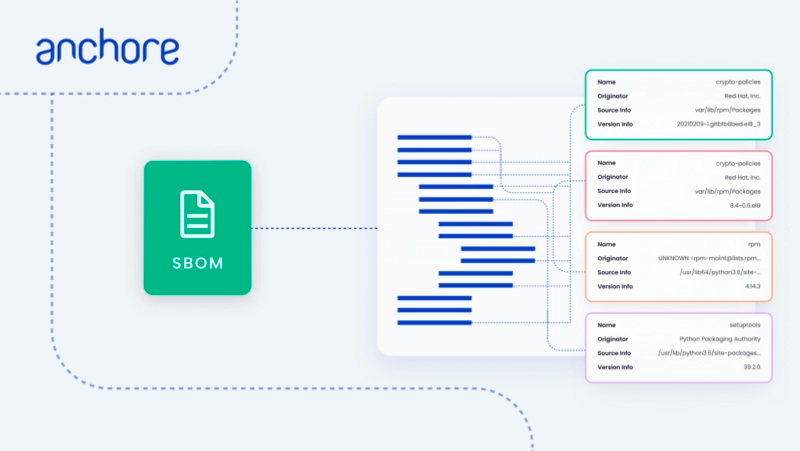 anchore
SBOM
Name crypto-policies
Originator Red Hat, Inc.
Source Info var/lib/rpm/Packages
Version Info 20210209-1.gitbfb6bed.el8_3
Name crypto-policies
Originator Red Hat, Inc.
Source Info var/lib/rpm/Packages
Version Info 8.4-0.6.el8
Name rpm
Originator UNKNOWN <rpm-maint@lists.rpm...
Source Info /usr/lib64/python3.6/site-...
Version Info 4.14.3
Name setuptools
Originator Python Packaging Authority
Source Info /usr/lib/python3.6/site-packages...
Version Info 39.2.0